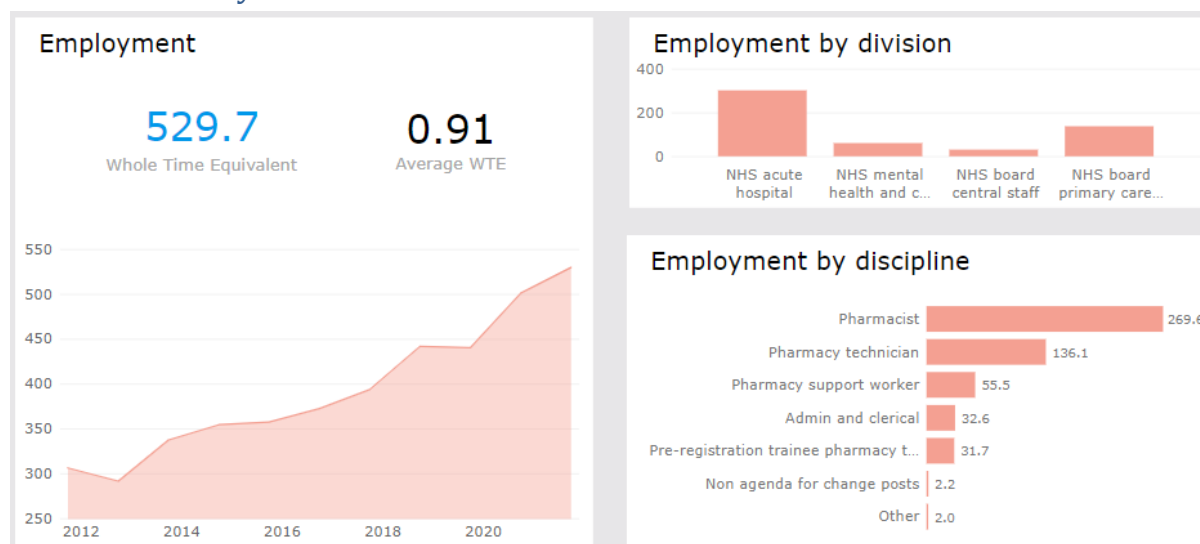 Employment
529.7
Whole Time Equivalent
0.91
Average WTE
550
500
450
400
350
300
250
2012 2014 2016 2018 2020
Employment by division
400
200
0
NHS acute
hospital
NHS mental
health and c...
NHS board
central staff
NHS board
primary care...
Employment by discipline
Pharmacist 269.6
Pharmacy technician 136.1
Pharmacy support worker 55.5
Admin and clerical 32.6
Pre-registration trainee pharmacy t... 31.7
Non agenda for change posts 2.2
Other 2.0